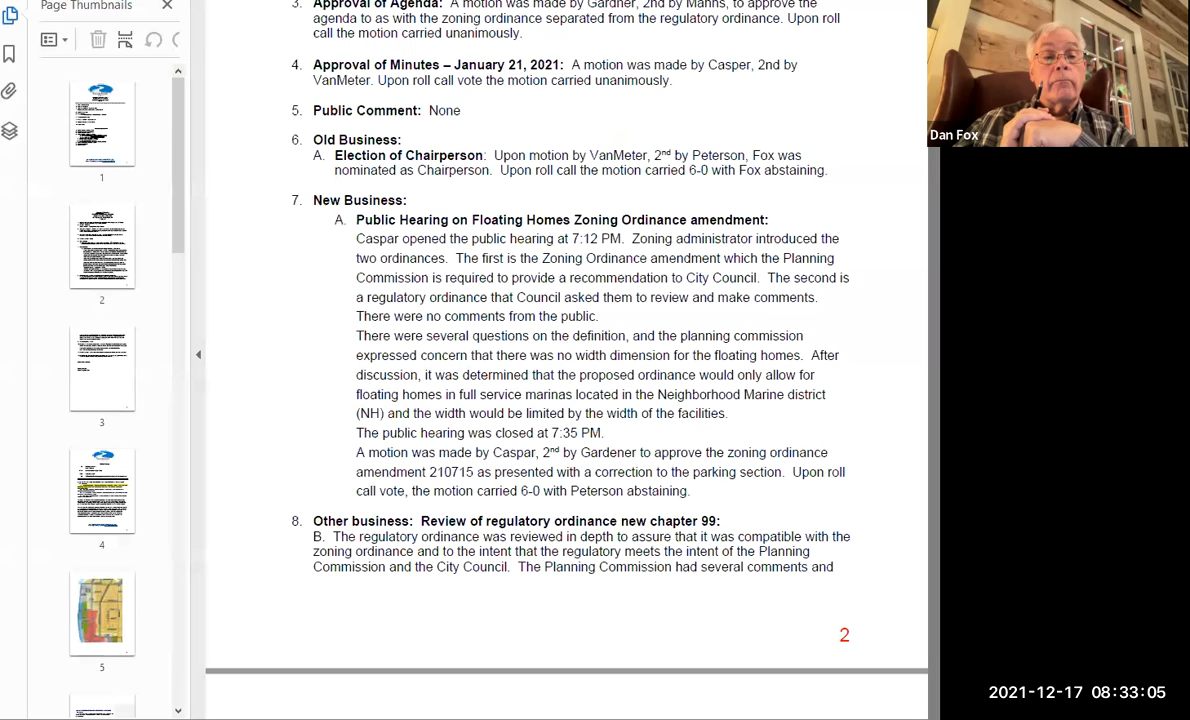 Page Thumbnails
1
2
3
4
5
3. Approval of Agenda: A motion was made by Gardner, 2nd by Manns, to approve the
agenda to as with the zoning ordinance separated from the regulatory ordinance. Upon roll
call the motion carried unanimously.
4. Approval of Minutes – January 21, 2021: A motion was made by Casper, 2nd by
VanMeter. Upon roll call vote the motion carried unanimously.
5. Public Comment: None
6. Old Business:
A. Election of Chairperson: Upon motion by VanMeter, 2nd by Peterson, Fox was
nominated as Chairperson. Upon roll call the motion carried 6-0 with Fox abstaining.
7. New Business:
A. Public Hearing on Floating Homes Zoning Ordinance amendment:
Caspar opened the public hearing at 7:12 PM. Zoning administrator introduced the
two ordinances. The first is the Zoning Ordinance amendment which the Planning
Commission is required to provide a recommendation to City Council. The second is
a regulatory ordinance that Council asked them to review and make comments.
There were no comments from the public.
There were several questions on the definition, and the planning commission
expressed concern that there was no width dimension for the floating homes. After
discussion, it was determined that the proposed ordinance would only allow for
floating homes in full service marinas located in the Neighborhood Marine district
(NH) and the width would be limited by the width of the facilities.
The public hearing was closed at 7:35 PM.
A motion was made by Caspar, 2nd by Gardener to approve the zoning ordinance
amendment 210715 as presented with a correction to the parking section. Upon roll
call vote, the motion carried 6-0 with Peterson abstaining.
8. Other business: Review of regulatory ordinance new chapter 99:
B. The regulatory ordinance was reviewed in depth to assure that it was compatible with the
zoning ordinance and to the intent that the regulatory meets the intent of the Planning
Commission and the City Council. The Planning Commission had several comments and
2
Dan Fox
2021-12-17 08:33:05